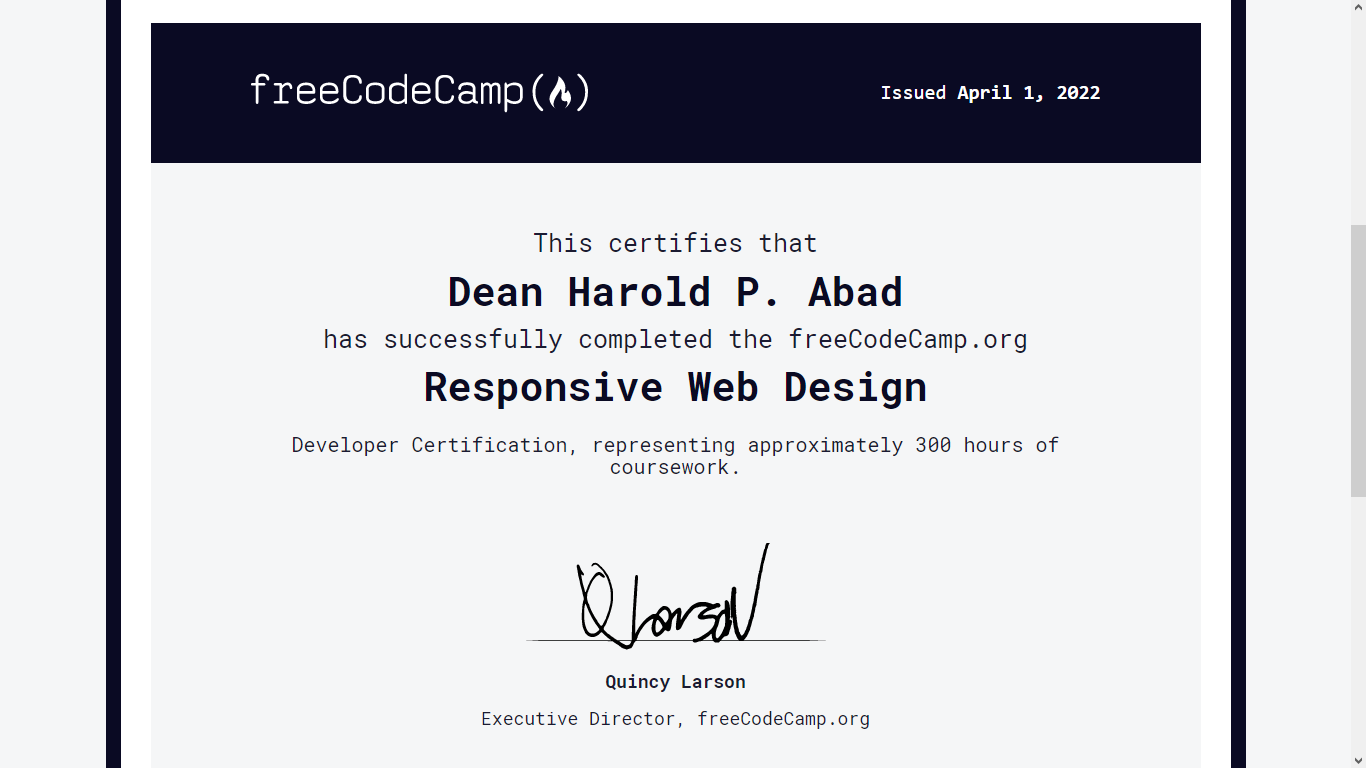 freeCodeCamp(🔥)
Issued April 1, 2022
This certifies that
Dean Harold P. Abad
has successfully completed the freeCodeCamp.org
Responsive Web Design
Developer Certification, representing approximately 300 hours of
coursework.
Q Larson
Quincy Larson
Executive Director, freeCodeCamp.org